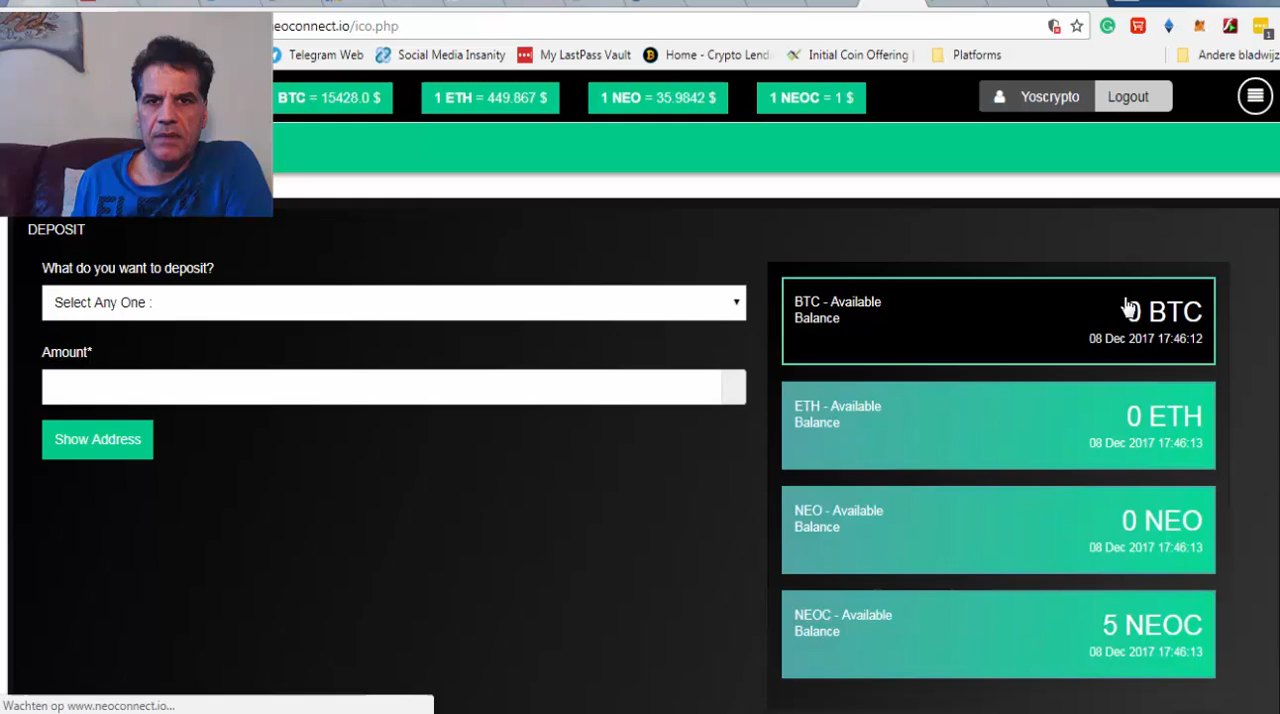 neoconnect.io/ico.php
Telegram Web Social Media Insanity My LastPass Vault Home - Crypto Lendi Initial Coin Offering | Platforms Andere bladwijz
BTC = 15428.0 $ 1 ETH = 449.867 $ 1 NEO = 35.9842 $ 1 NEOC = 1 $ Yoscrypto Logout
DEPOSIT
What do you want to deposit?
Select Any One :
Amount*
Show Address
BTC - Available
Balance
0 BTC
08 Dec 2017 17:46:12
ETH - Available
Balance
0 ETH
08 Dec 2017 17:46:13
NEO - Available
Balance
0 NEO
08 Dec 2017 17:46:13
NEOC - Available
Balance
5 NEOC
08 Dec 2017 17:46:13
Wachten op www.neoconnect.io...